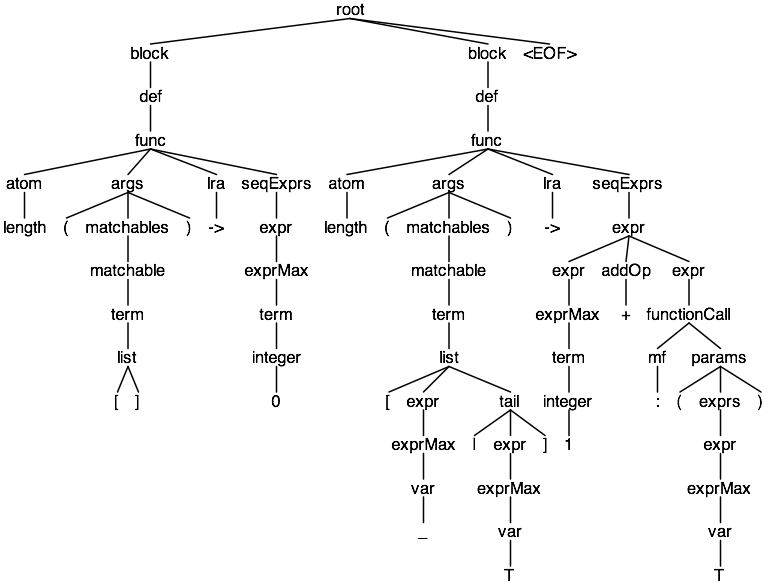 root
block block <EOF>
def def
func func
atom args lra seqExprs atom args lra seqExprs
length ( matchables ) -> expr length ( matchables ) -> expr
matchable exprMax matchable expr addOp expr
term term term exprMax + functionCall
list integer list term mf params
[ ] 0 [ expr tail integer : ( exprs )
exprMax | expr ] 1 expr
var exprMax exprMax
_ var var
T T